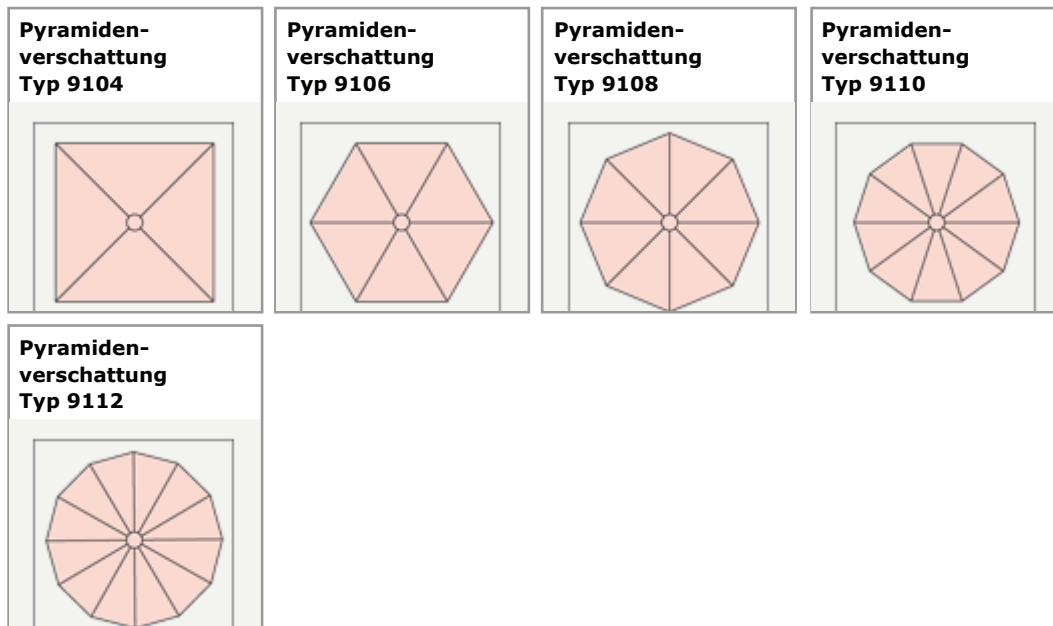 Pyramiden-
verschattung
Typ 9104
Pyramiden-
verschattung
Typ 9106
Pyramiden-
verschattung
Typ 9108
Pyramiden-
verschattung
Typ 9110
Pyramiden-
verschattung
Typ 9112